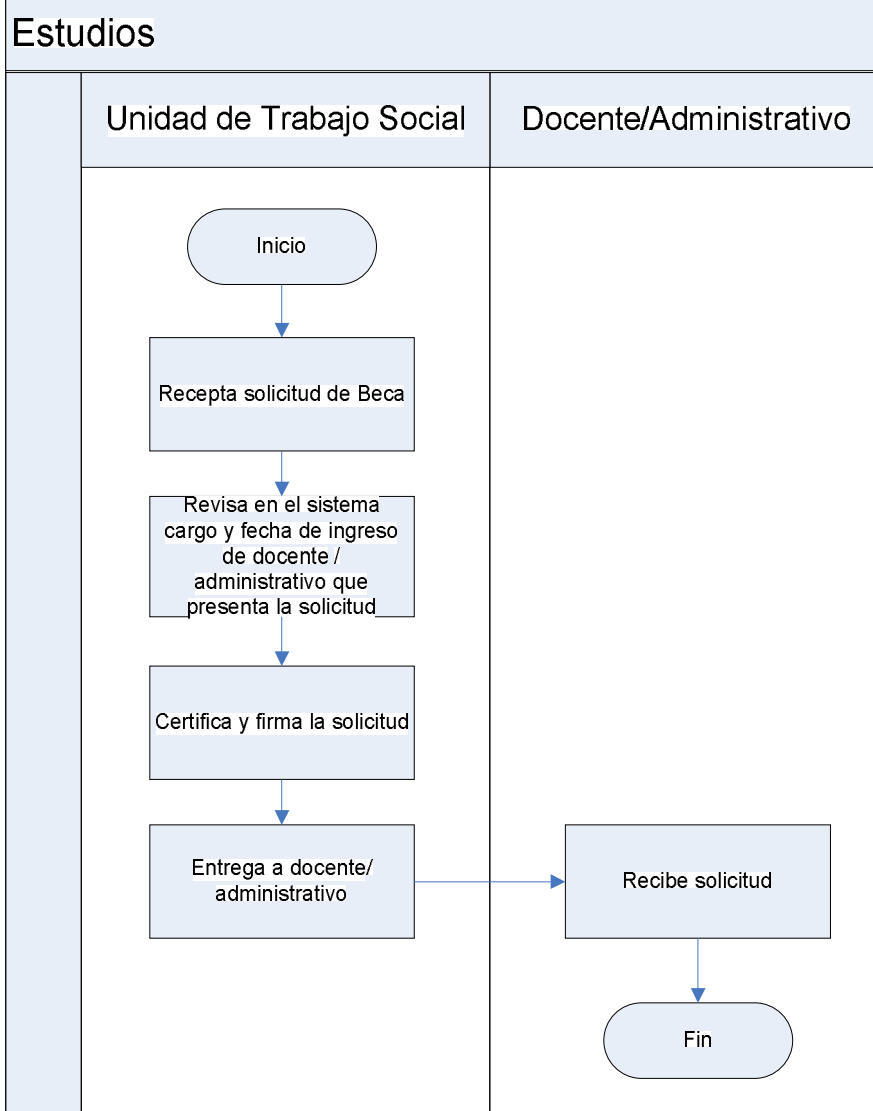 Estudios
Unidad de Trabajo Social
Docente/Administrativo
Inicio
Recepta solicitud de Beca
Revisa en el sistema
cargo y fecha de ingreso
de docente /
administrativo que
presenta la solicitud
Certifica y firma la solicitud
Entrega a docente/
administrativo
Recibe solicitud
Fin